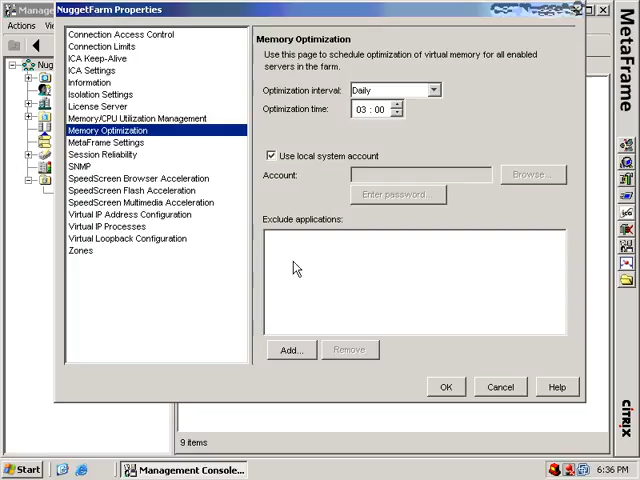 Manage
NuggetFarm Properties
Actions
Nugg
Connection Access Control
Connection Limits
ICA Keep-Alive
ICA Settings
Information
Isolation Settings
License Server
Memory/CPU Utilization Management
Memory Optimization
MetaFrame Settings
Session Reliability
SNMP
SpeedScreen Browser Acceleration
SpeedScreen Flash Acceleration
SpeedScreen Multimedia Acceleration
Virtual IP Address Configuration
Virtual IP Processes
Virtual Loopback Configuration
Zones
Memory Optimization
Use this page to schedule optimization of virtual memory for all enabled
servers in the farm.
Optimization interval: Daily
Optimization time: 03 : 00
Use local system account
Account: Browse...
Enter password...
Exclude applications:
Add... Remove
OK Cancel Help
9 items
MetaFrame
CITRIX
Start Management Console... 6:36 PM